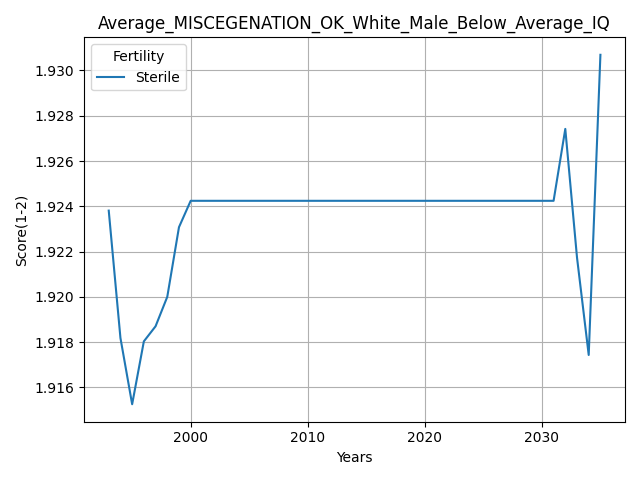 Average_MISCEGENATION_OK_White_Male_Below_Average_IQ
Fertility
Sterile
1.930
1.928
1.926
1.924
1.922
1.920
1.918
1.916
Score(1-2)
2000 2010 2020 2030
Years